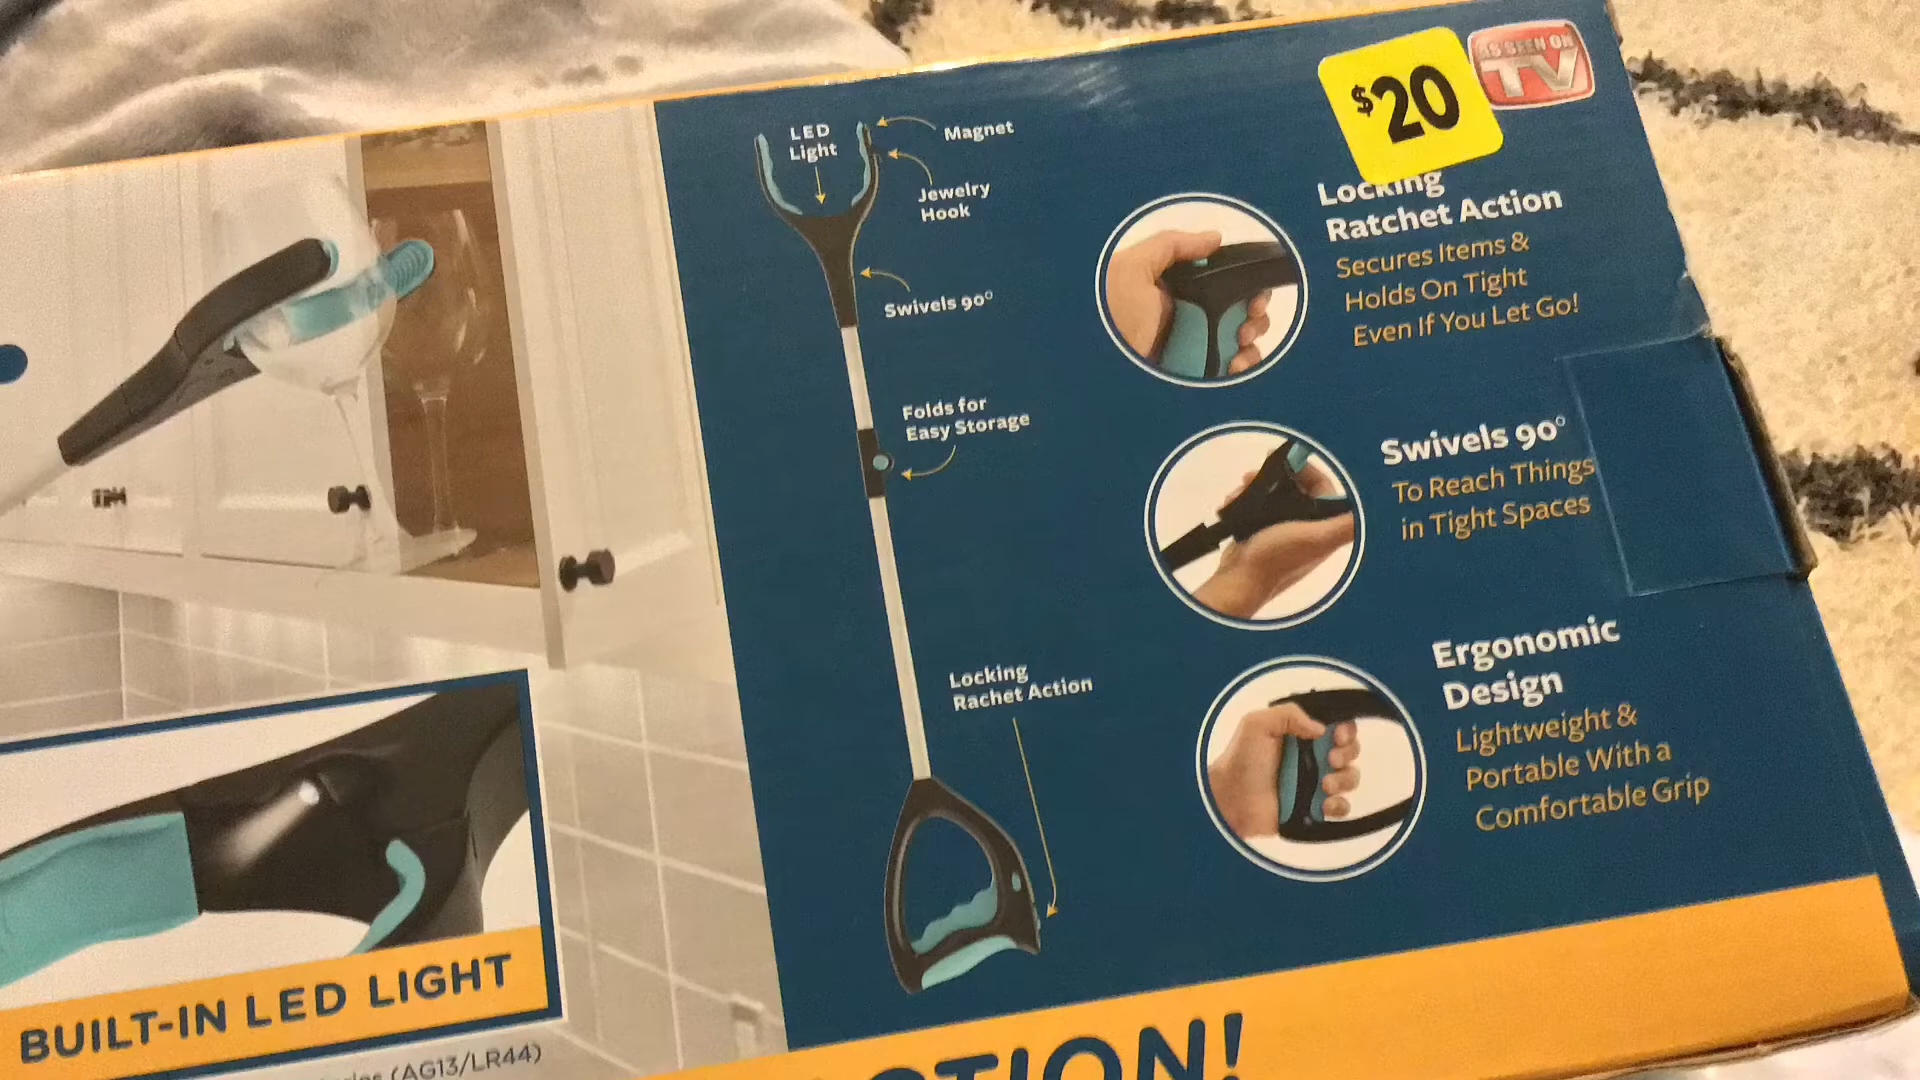 $20
AS SEEN ON
TV
LED
Light
Magnet
Jewelry
Hook
Swivels 90°
Folds for
Easy Storage
Locking
Rachet Action
Locking
Ratchet Action
Secures Items &
Holds On Tight
Even If You Let Go!
Swivels 90°
To Reach Things
in Tight Spaces
Ergonomic
Design
Lightweight &
Portable With a
Comfortable Grip
BUILT-IN LED LIGHT
(AG13/LR44)